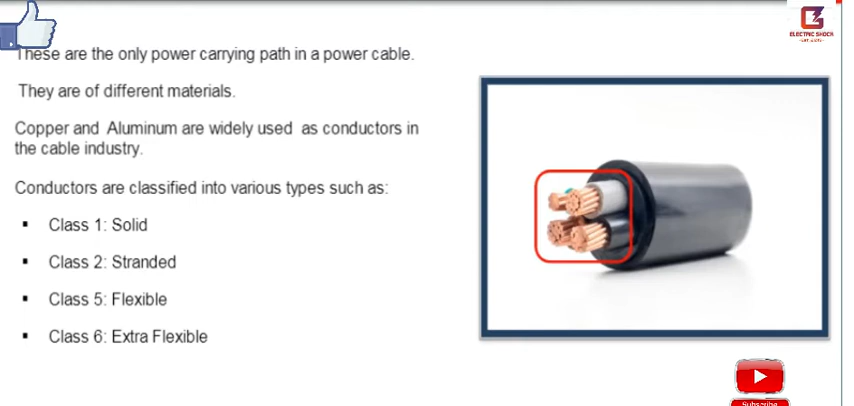 These are the only power carrying path in a power cable.
They are of different materials.
Copper and Aluminum are widely used as conductors in
the cable industry.
Conductors are classified into various types such as:
▪ Class 1: Solid
▪ Class 2: Stranded
▪ Class 5: Flexible
▪ Class 6: Extra Flexible
ELECTRIC SHOCK
Subscribe